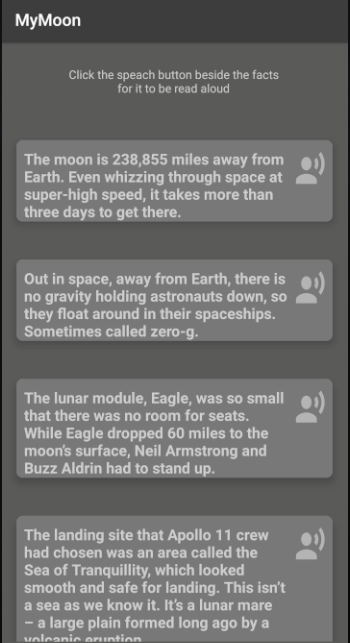 MyMoon
Click the speach button beside the facts
for it to be read aloud
The moon is 238,855 miles away from
Earth. Even whizzing through space at
super-high speed, it takes more than
three days to get there.
Out in space, away from Earth, there is
no gravity holding astronauts down, so
they float around in their spaceships.
Sometimes called zero-g.
The lunar module, Eagle, was so small
that there was no room for seats.
While Eagle dropped 60 miles to the
moon's surface, Neil Armstrong and
Buzz Aldrin had to stand up.
The landing site that Apollo 11 crew
had chosen was an area called the
Sea of Tranquillity, which looked
smooth and safe for landing. This isn't
a sea as we know it. It's a lunar mare
– a large plain formed long ago by a
volcanic eruption